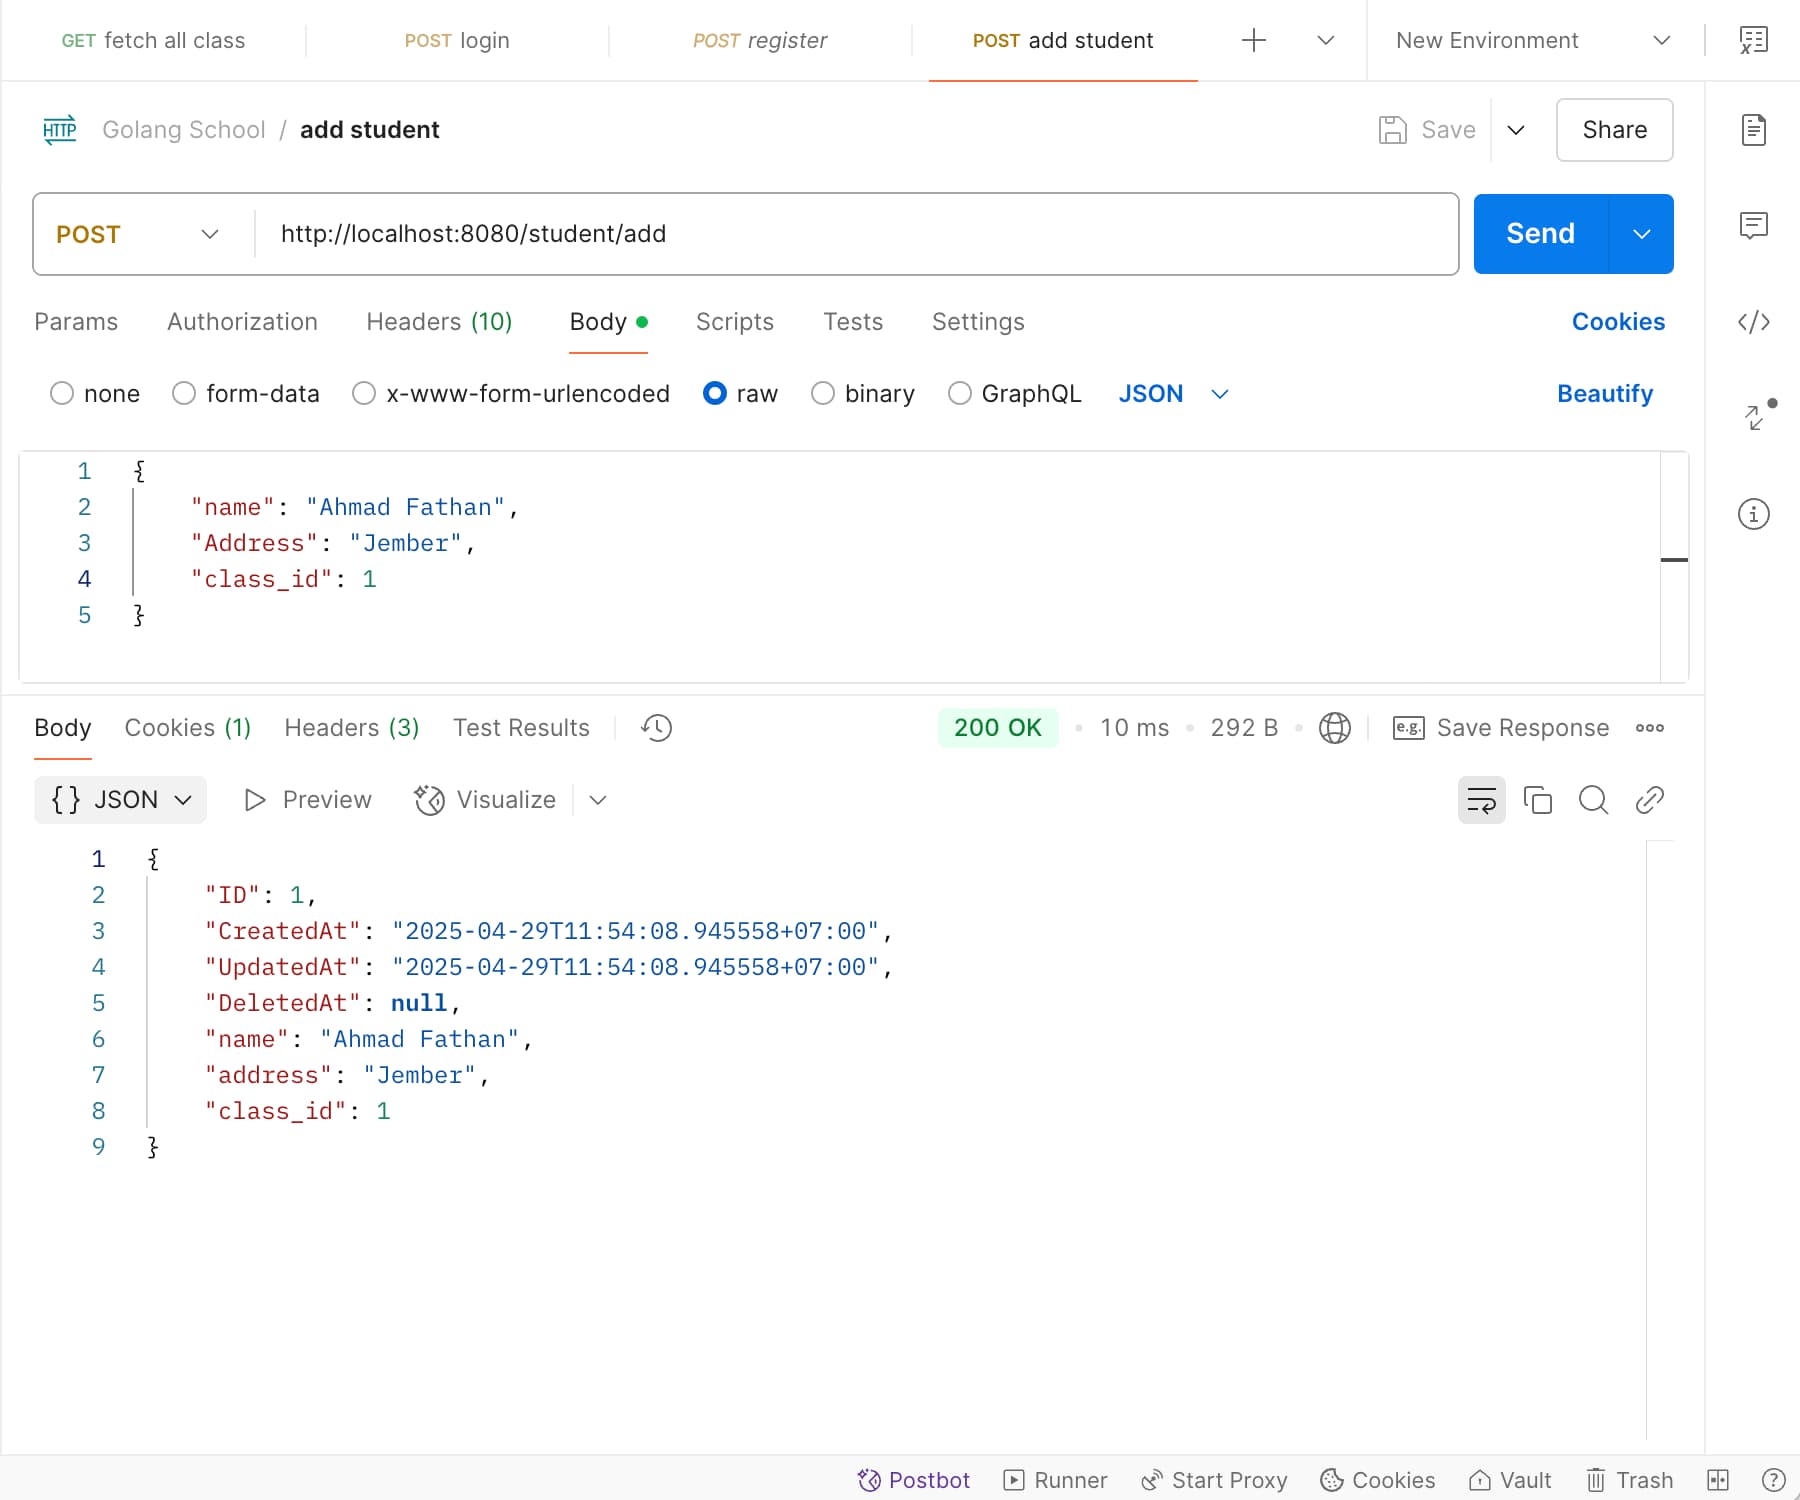 GET fetch all class
POST login
POST register
POST add student
New Environment
HTTP
Golang School / add student
Save
Share
POST
http://localhost:8080/student/add
Send
Params
Authorization
Headers (10)
Body
Scripts
Tests
Settings
Cookies
none
form-data
x-www-form-urlencoded
raw
binary
GraphQL
JSON
Beautify
1 {
2 "name": "Ahmad Fathan",
3 "Address": "Jember",
4 "class_id": 1
5 }
Body
Cookies (1)
Headers (3)
Test Results
200 OK
10 ms
292 B
e.g.
Save Response
{ } JSON
Preview
Visualize
1 {
2 "ID": 1,
3 "CreatedAt": "2025-04-29T11:54:08.945558+07:00",
4 "UpdatedAt": "2025-04-29T11:54:08.945558+07:00",
5 "DeletedAt": null,
6 "name": "Ahmad Fathan",
7 "address": "Jember",
8 "class_id": 1
9 }
Postbot
Runner
Start Proxy
Cookies
Vault
Trash